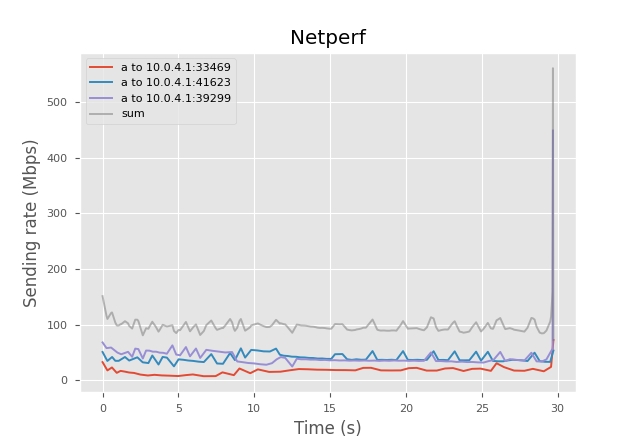 Netperf
a to 10.0.4.1:33469
a to 10.0.4.1:41623
a to 10.0.4.1:39299
sum
Sending rate (Mbps)
500
400
300
200
100
0
0 5 10 15 20 25 30
Time (s)